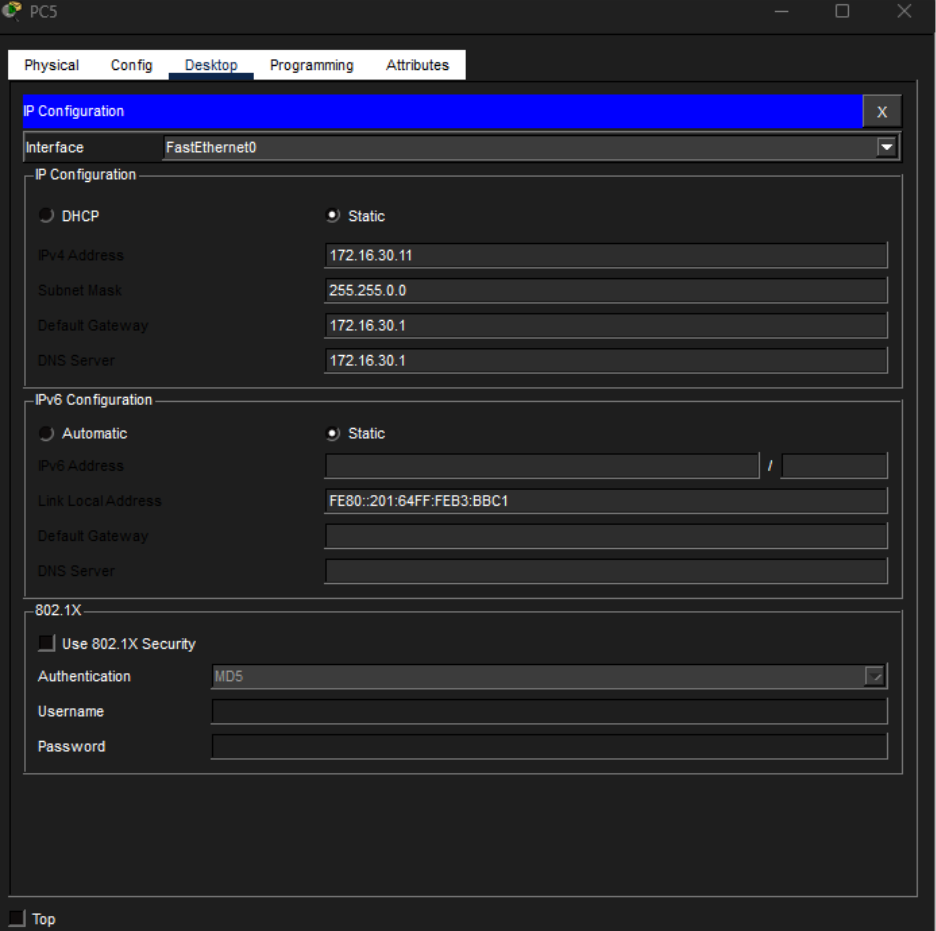 PC5
Physical Config Desktop Programming Attributes
IP Configuration X
Interface FastEthernet0
IP Configuration
DHCP Static
IPv4 Address 172.16.30.11
Subnet Mask 255.255.0.0
Default Gateway 172.16.30.1
DNS Server 172.16.30.1
IPv6 Configuration
Automatic Static
IPv6 Address /
Link Local Address FE80::201:64FF:FEB3:BBC1
Default Gateway
DNS Server
802.1X
Use 802.1X Security
Authentication MD5
Username
Password
Top